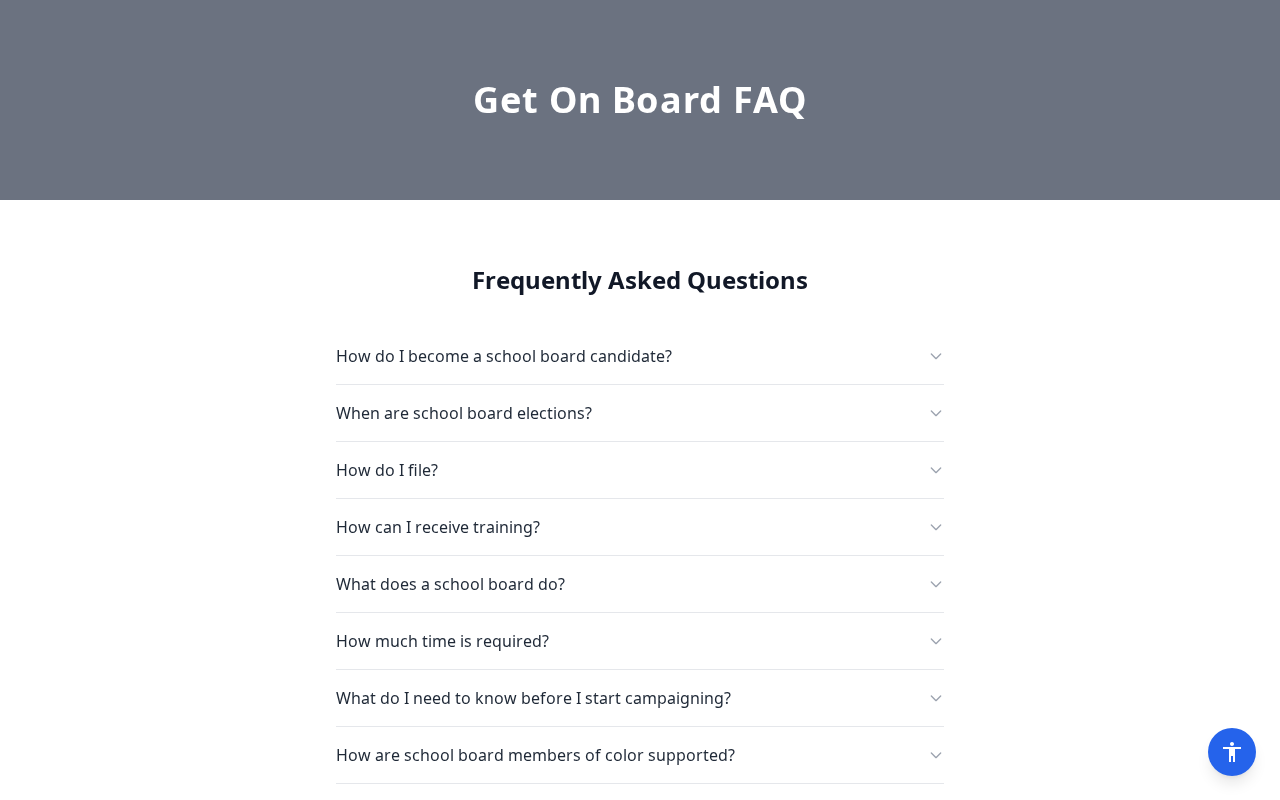 Get On Board FAQ
Frequently Asked Questions
How do I become a school board candidate?
When are school board elections?
How do I file?
How can I receive training?
What does a school board do?
How much time is required?
What do I need to know before I start campaigning?
How are school board members of color supported?